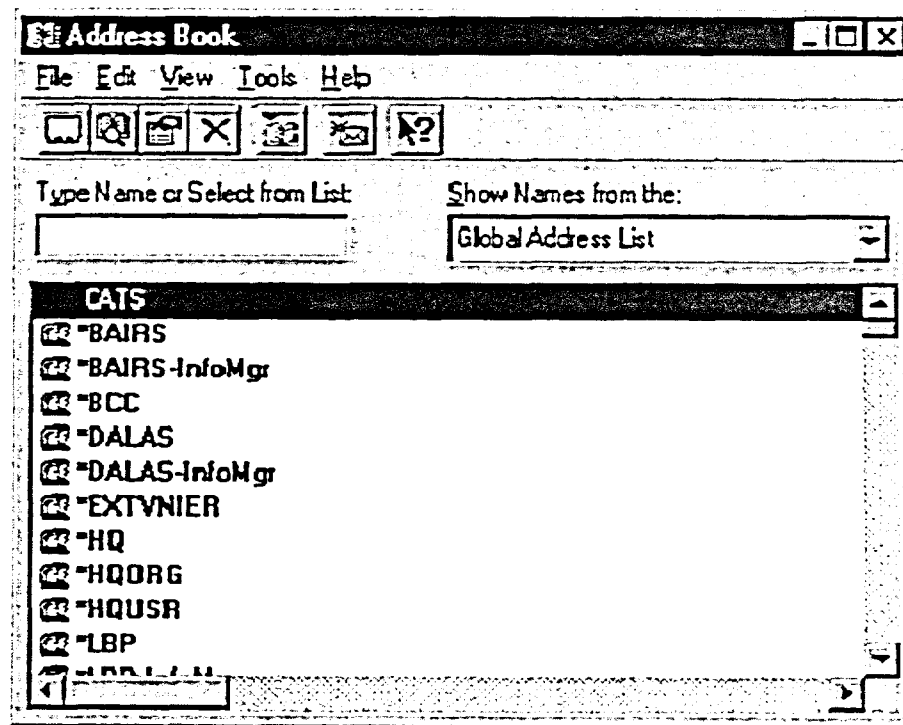 Address Book
File Edit View Tools Help
Type Name or Select from List:
Show Names from the:
Global Address List
CATS
*BAIRS
*BAIRS-InfoMgr
*BCC
*DALAS
*DALAS-InfoMgr
*EXTVNIER
*HQ
*HQORG
*HQUSR
*LBP